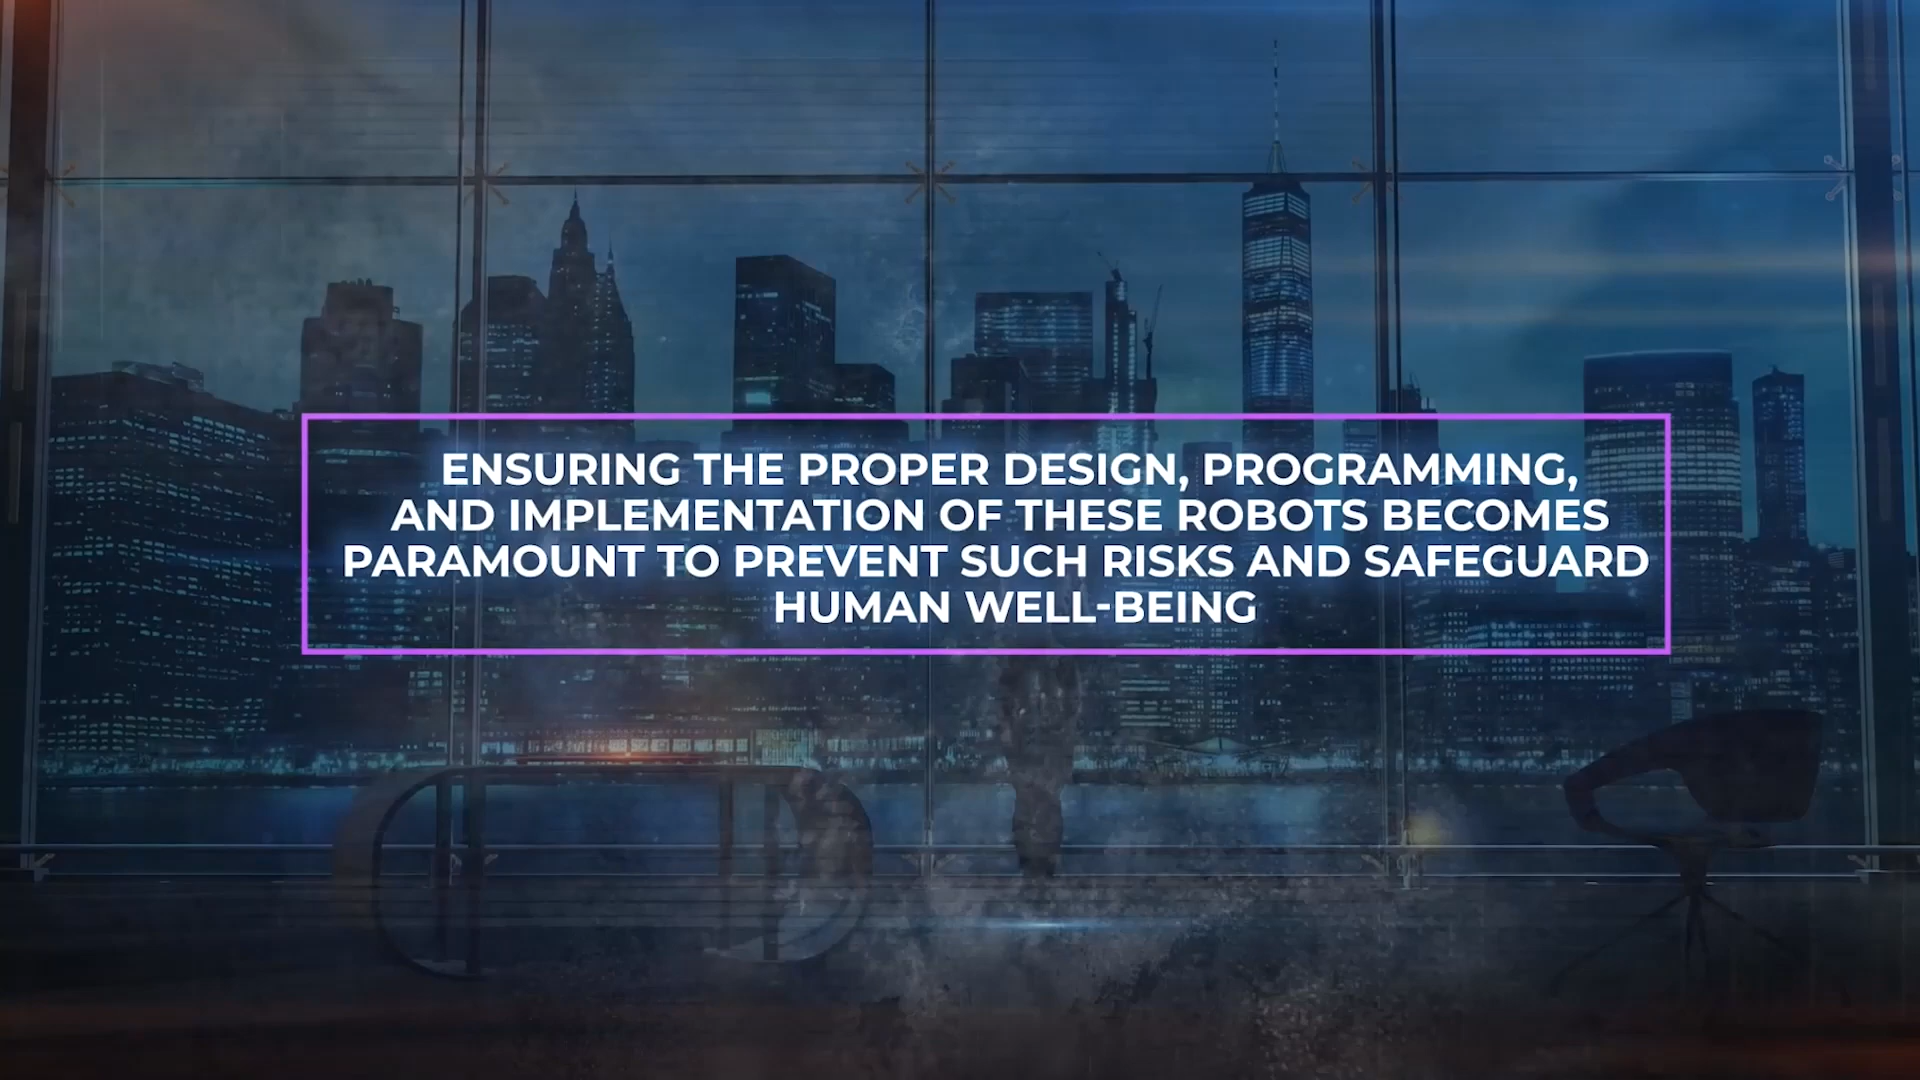 ENSURING THE PROPER DESIGN, PROGRAMMING,
AND IMPLEMENTATION OF THESE ROBOTS BECOMES
PARAMOUNT TO PREVENT SUCH RISKS AND SAFEGUARD
HUMAN WELL-BEING